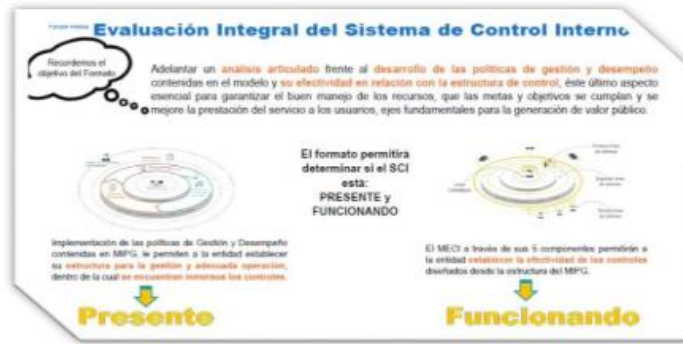 Evaluación Integral del Sistema de Control Interno
Recordemos el
objetivo del Formato
Adelantar un análisis articulado frente al desarrollo de las políticas de gestión y desempeño
contenidas en el modelo y su efectividad en relación con la estructura de control, éste último aspecto
esencial para garantizar el buen manejo de los recursos, que las metas y objetivos se cumplan y se
mejore la prestación del servicio a los usuarios, ejes fundamentales para la generación de valor público.
El formato permitirá
determinar si el SCI
está:
PRESENTE y
FUNCIONANDO
Implementación de las políticas de Gestión y Desempeño
contenidas en MIPG, le permiten a la entidad establecer
su estructura para la gestión y adecuada operación,
dentro de la cual se encuentran inmersos los controles.
Presente
El MECI a través de sus 5 componentes permitirán a
la entidad establecer la efectividad de los controles
diseñados desde la estructura del MIPG.
Funcionando